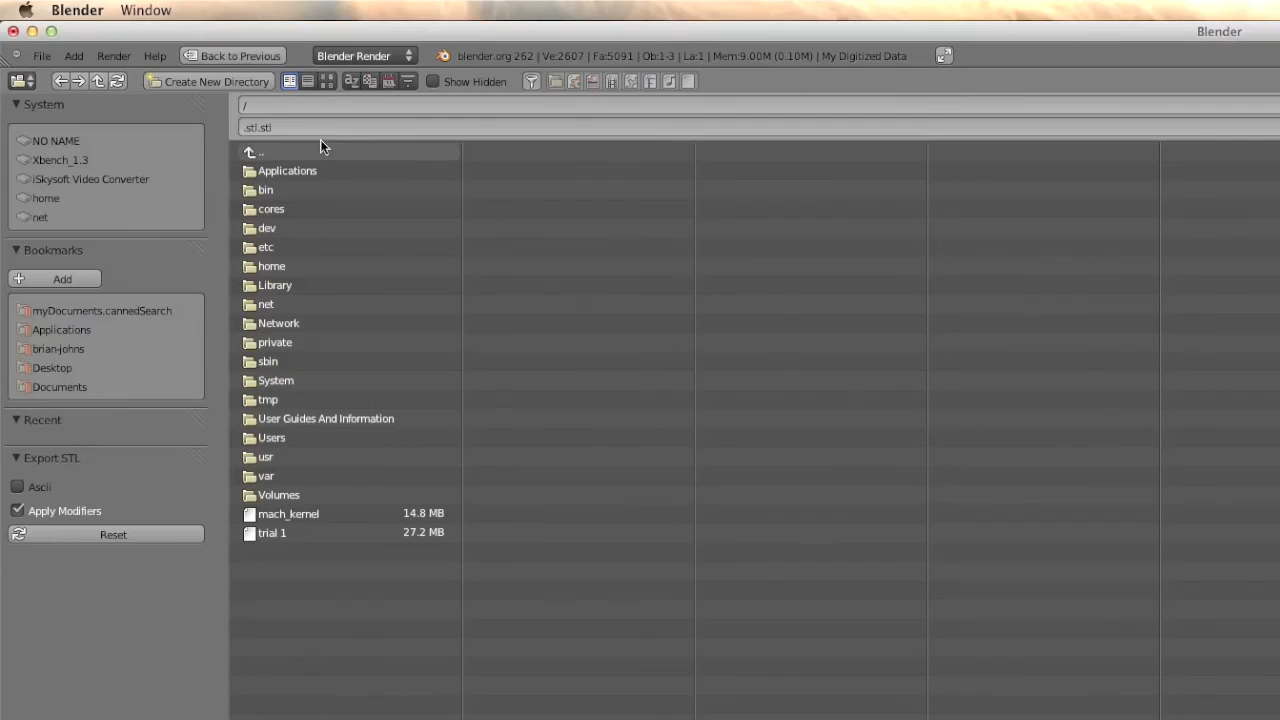 Blender Window
Blender
File Add Render Help Back to Previous Blender Render blender.org 262 | Ve:2607 | Fa:5091 | Ob:1-3 | La:1 | Mem:9.00M (0.10M) | My Digitized Data
Create New Directory Show Hidden
System
NO NAME
Xbench_1.3
iSkysoft Video Converter
home
net
Bookmarks
Add
myDocuments.cannedSearch
Applications
brian-johns
Desktop
Documents
Recent
Export STL
Ascii
Apply Modifiers
Reset
/
.stl.stl
..
Applications
bin
cores
dev
etc
home
Library
net
Network
private
sbin
System
tmp
User Guides And Information
Users
usr
var
Volumes
mach_kernel 14.8 MB
trial 1 27.2 MB